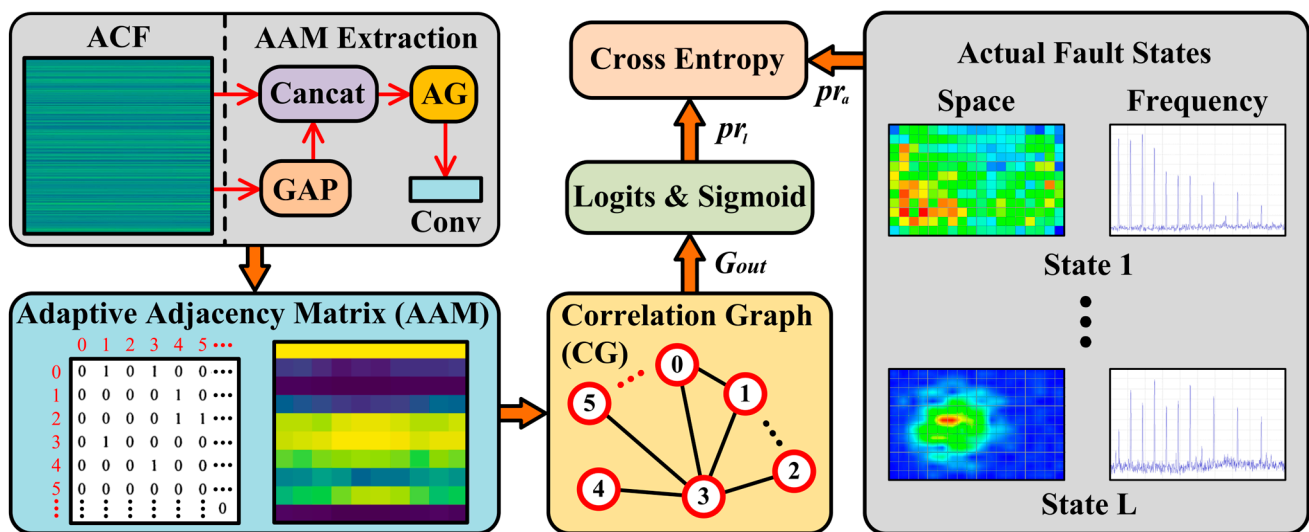 ACF
AAM Extraction
Cancat
AG
GAP
Conv
Adaptive Adjacency Matrix (AAM)
0 1 2 3 4 5 •••
0 0 1 0 1 0 0 •••
1 0 0 0 0 1 0 •••
2 0 0 0 0 1 1 •••
3 0 1 0 0 0 0 •••
4 0 0 0 1 0 0 •••
5 0 0 0 0 0 0 •••
0
Cross Entropy
pr_a
pr_l
Logits & Sigmoid
G_out
Correlation Graph
(CG)
0
1
5
2
4
3
Actual Fault States
Space
Frequency
State 1
State L